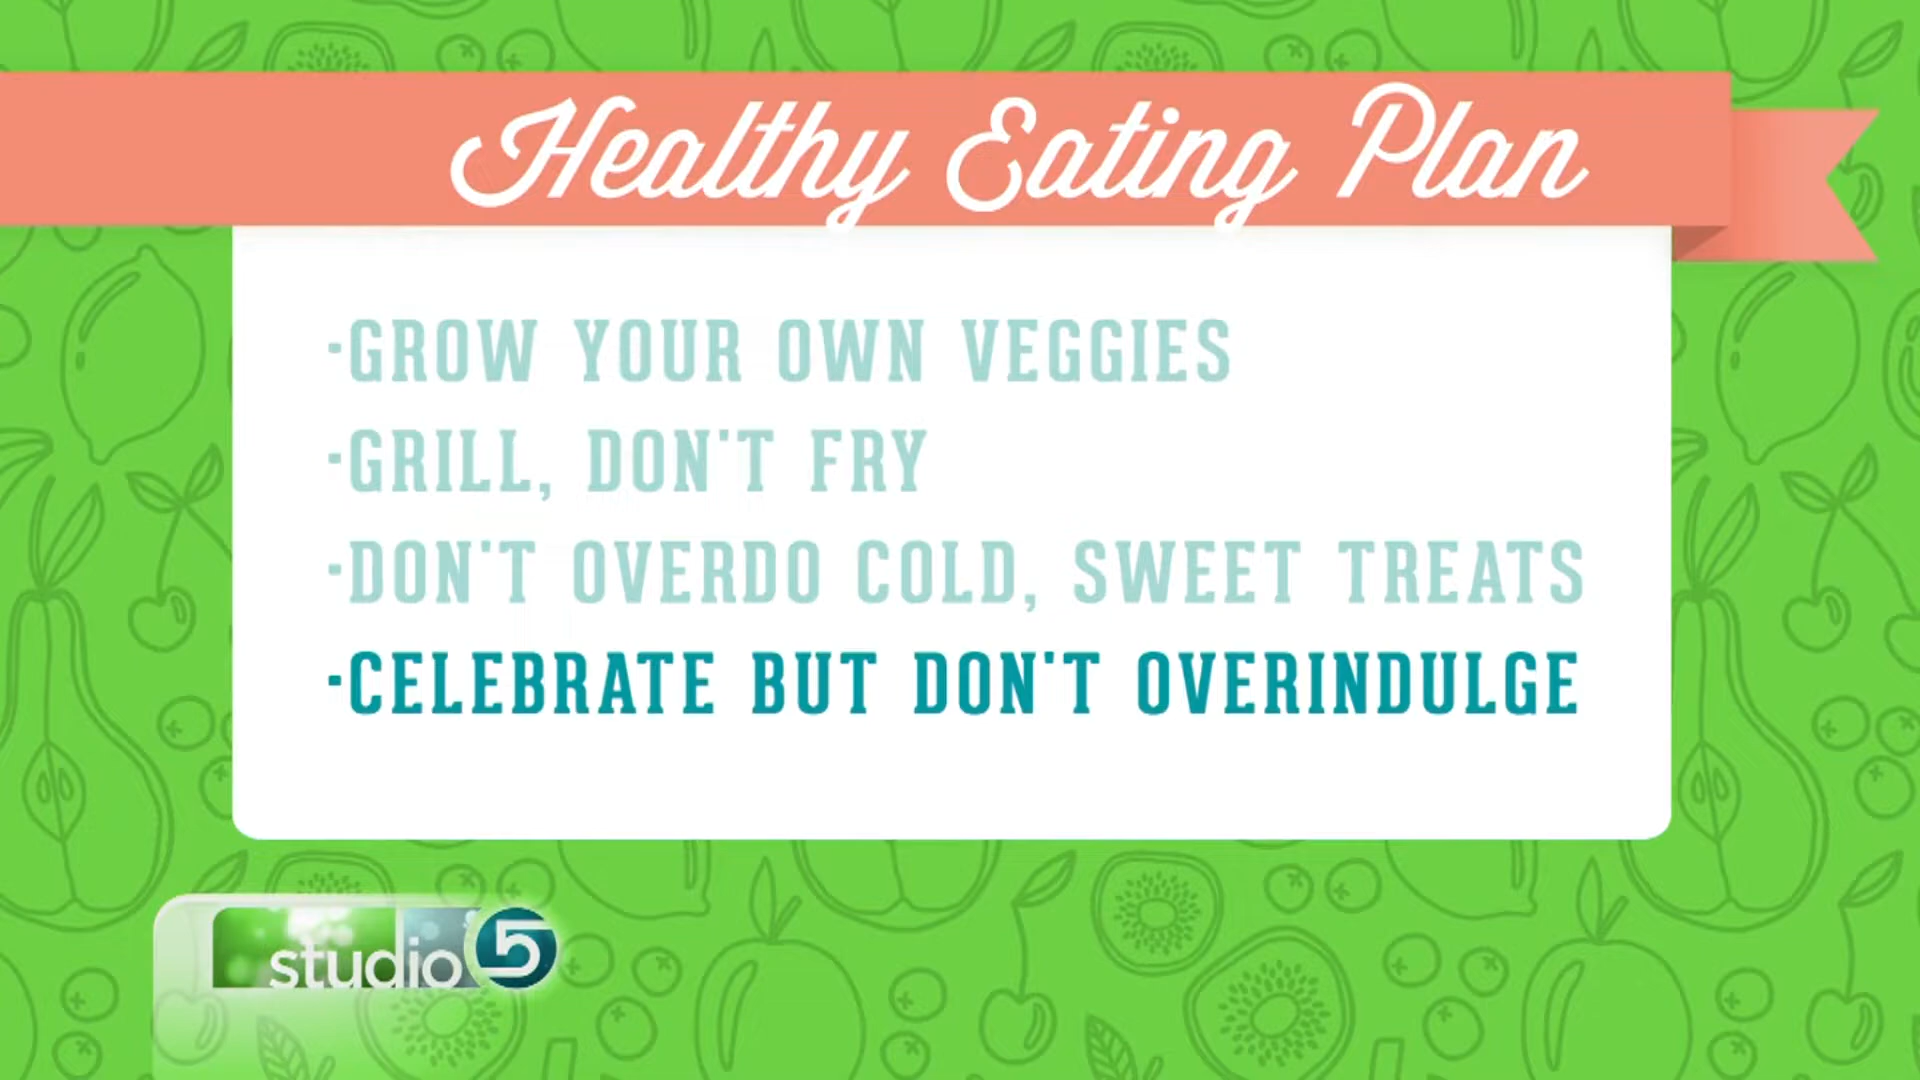 Healthy Eating Plan
·GROW YOUR OWN VEGGIES
·GRILL, DON'T FRY
·DON'T OVERDO COLD, SWEET TREATS
·CELEBRATE BUT DON'T OVERINDULGE
studio 5